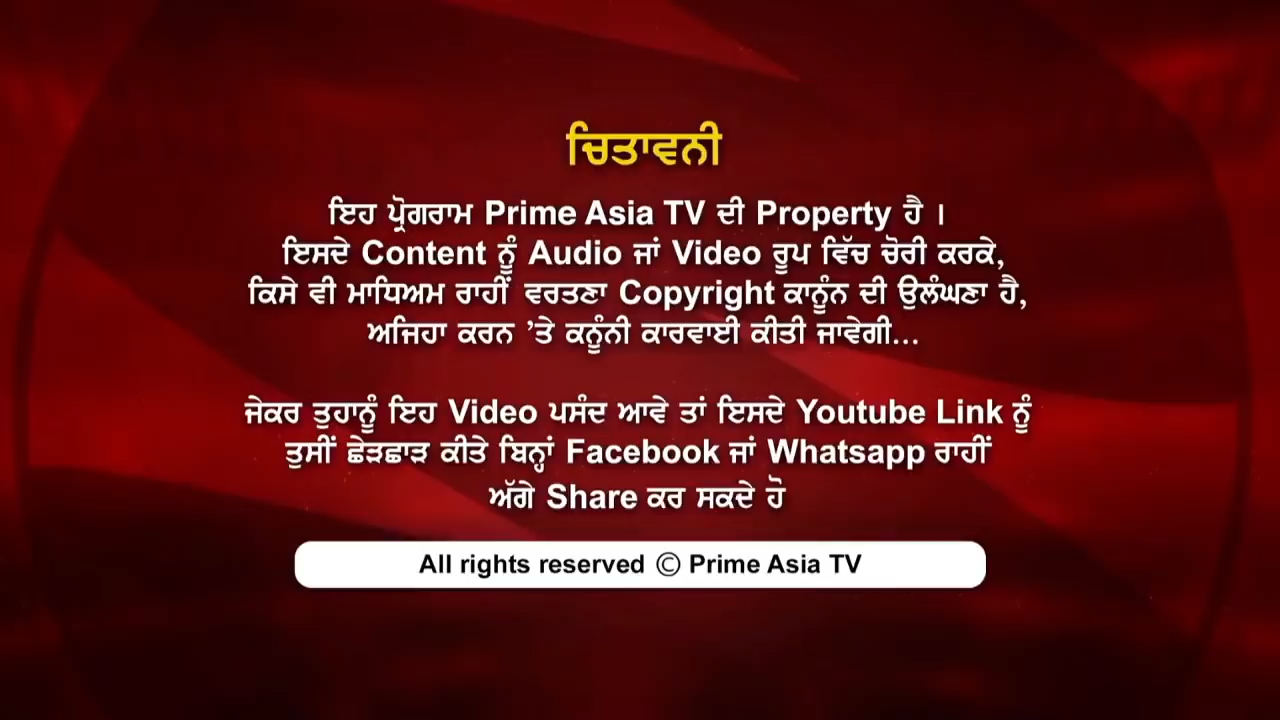 ਚਿਤਾਵਨੀ
ਇਹ ਪ੍ਰੋਗਰਾਮ Prime Asia TV ਦੀ Property ਹੈ ।
ਇਸਦੇ Content ਨੂੰ Audio ਜਾਂ Video ਰੂਪ ਵਿੱਚ ਚੋਰੀ ਕਰਕੇ,
ਕਿਸੇ ਵੀ ਮਾਧਿਅਮ ਰਾਹੀਂ ਵਰਤਣਾ Copyright ਕਾਨੂੰਨ ਦੀ ਉਲੰਘਣਾ ਹੈ,
ਅਜਿਹਾ ਕਰਨ ’ਤੇ ਕਨੂੰਨੀ ਕਾਰਵਾਈ ਕੀਤੀ ਜਾਵੇਗੀ...
ਜੇਕਰ ਤੁਹਾਨੂੰ ਇਹ Video ਪਸੰਦ ਆਵੇ ਤਾਂ ਇਸਦੇ Youtube Link ਨੂੰ
ਤੁਸੀਂ ਛੇੜਛਾੜ ਕੀਤੇ ਬਿਨ੍ਹਾਂ Facebook ਜਾਂ Whatsapp ਰਾਹੀਂ
ਅੱਗੇ Share ਕਰ ਸਕਦੇ ਹੋ
All rights reserved © Prime Asia TV